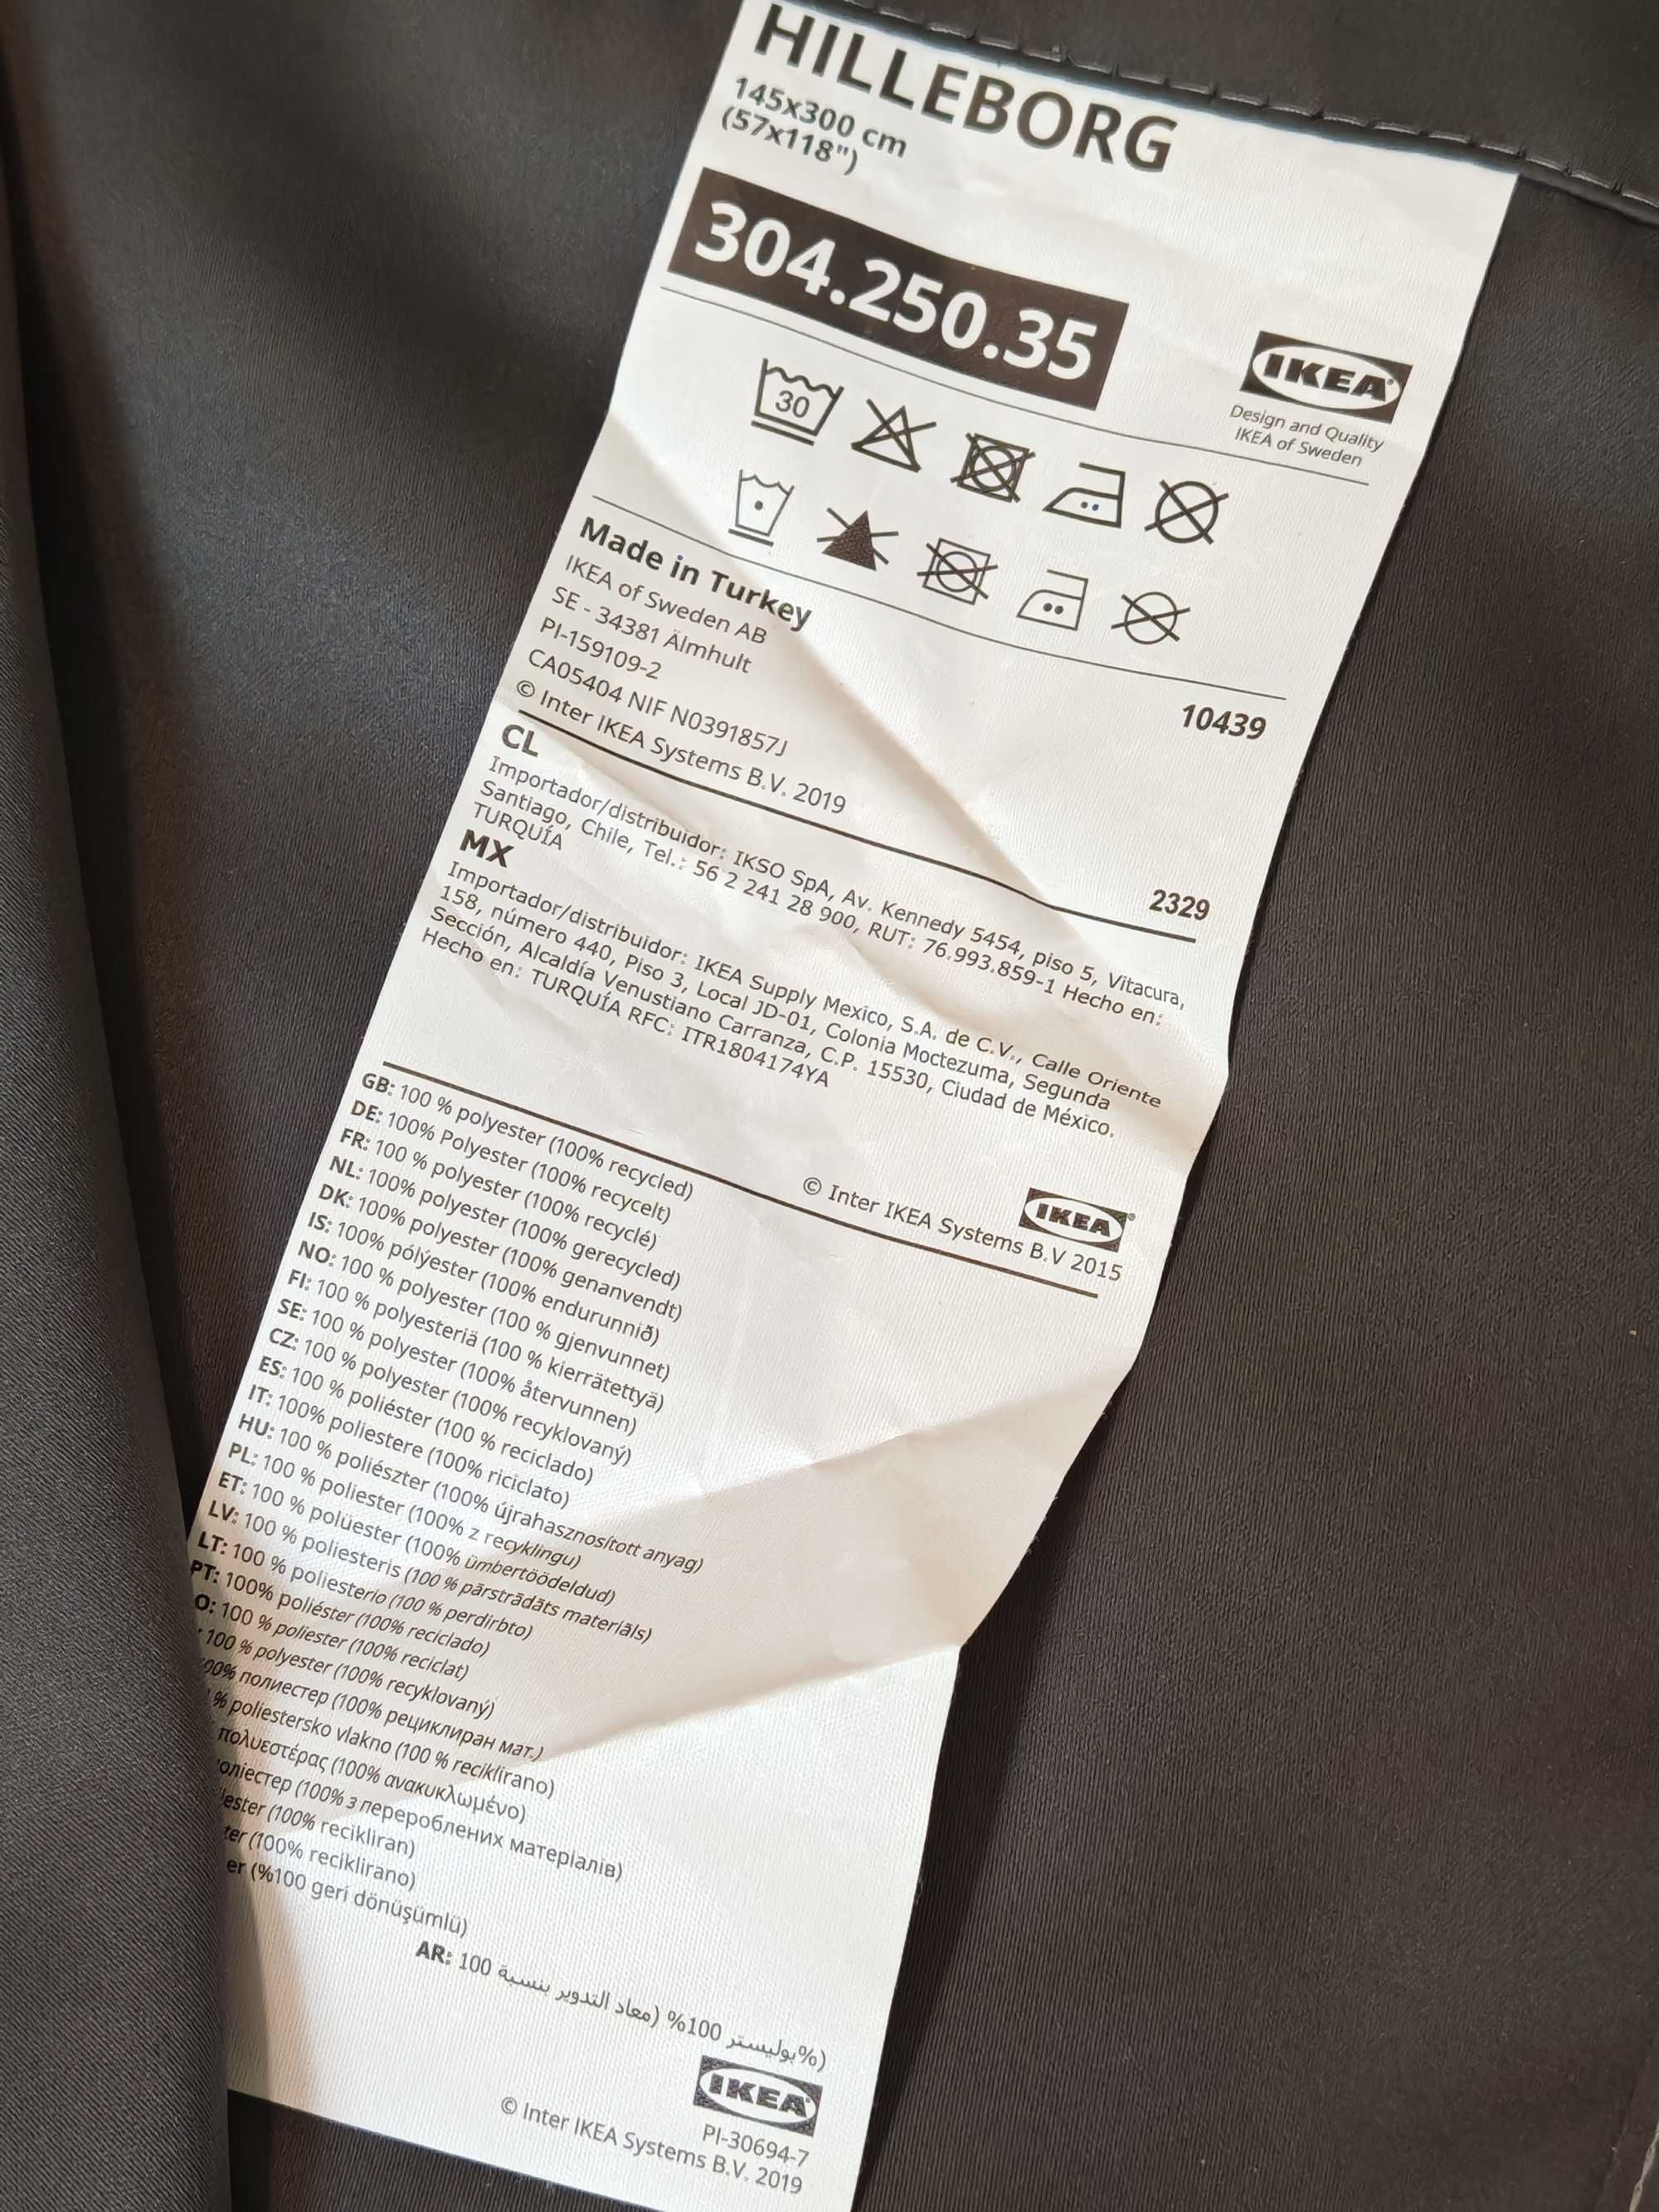 HILLEBORG
145x300 cm
(57x118")
304.250.35
IKEA
Design and Quality
IKEA of Sweden
30
Made in Turkey
IKEA of Sweden AB
SE - 34381 Älmhult
PI-159109-2
CA05404 NIF N0391857J
© Inter IKEA Systems B.V. 2019
10439
2329
CL
Importador/distribuidor: IKSO SpA, Av. Kennedy 5454, piso 5, Vitacura,
Santiago, Chile, Tel.: 56 2 241 28 900, RUT: 76.993.859-1 Hecho en:
TURQUÍA
MX
Importador/distribuidor: IKEA Supply Mexico, S.A. de C.V., Calle Oriente
158, número 440, Piso 3, Local JD-01, Colonia Moctezuma, Segunda
Sección, Alcaldía Venustiano Carranza, C.P. 15530, Ciudad de México.
Hecho en: TURQUÍA RFC: ITR1804174YA
IKEA
© Inter IKEA Systems B.V 2015
GB: 100 % polyester (100% recycled)
DE: 100% Polyester (100% recycelt)
FR: 100 % polyester (100% recyclé)
NL: 100% polyester (100% gerecycled)
DK: 100% polyester (100% genanvendt)
IS: 100% pólýester (100% endurunnið)
NO: 100 % polyester (100 % gjenvunnet)
FI: 100 % polyesteriä (100 % kierrätettyä)
SE: 100 % polyester (100% återvunnen)
CZ: 100 % polyester (100% recyklovaný)
ES: 100 % poliéster (100 % reciclado)
IT: 100% poliestere (100% riciclato)
HU: 100 % poliészter (100% újrahasznosított anyag)
PL: 100 % poliester (100% z recyklingu)
ET: 100 % polüester (100% ümbertöödeldud)
LV: 100 % poliesteris (100 % pārstrādāts materiāls)
LT: 100 % poliesterio (100 % perdirbto)
PT: 100% poliéster (100% reciclado)
O: 100 % poliester (100% reciclat)
100 % polyester (100% recyklovaný)
00% полиестер (100% рециклиран мат.)
% poliestersko vlakno (100 % reciklirano)
πολυεστέρας (100% ανακυκλωμένο)
оліестер (100% з перероблених матеріалів)
ester (100% recikliran)
ter (100% reciklirano)
er (%100 geri dönüşümlü)
AR: 100 %بوليستر 100% (معاد التدوير بنسبة)
IKEA
PI-30694-7
© Inter IKEA Systems B.V. 2019